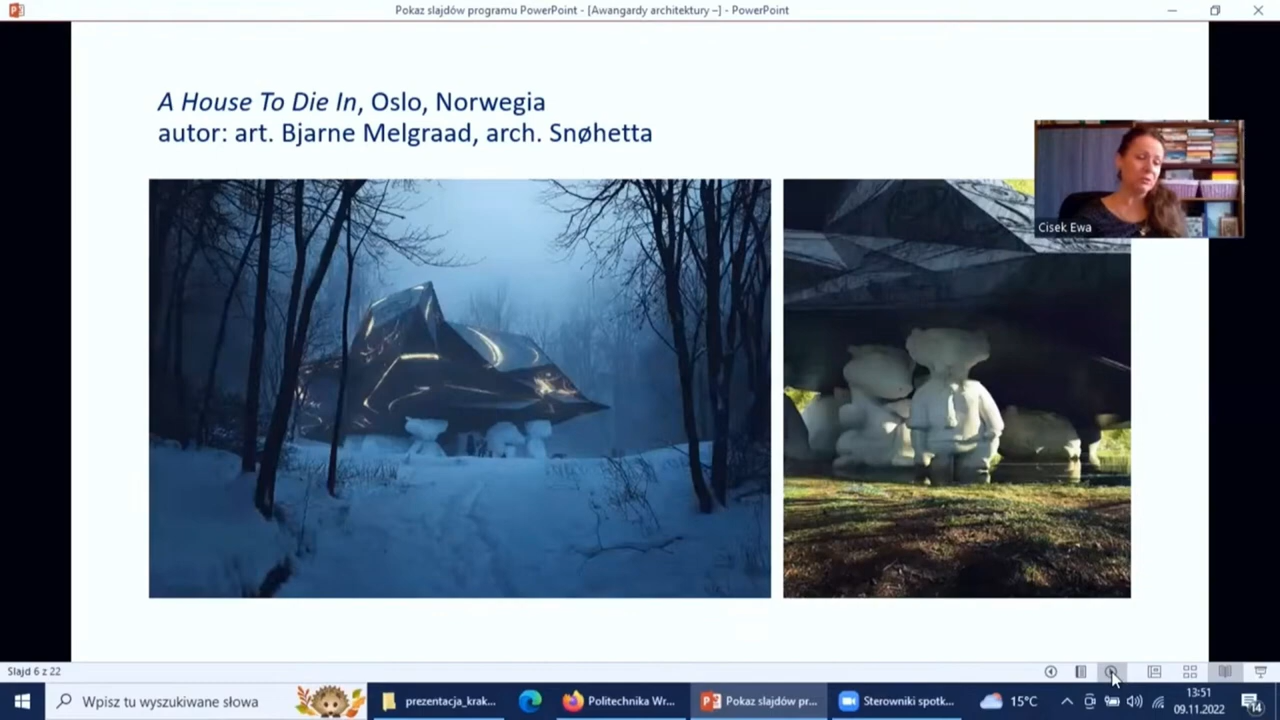 Pokaz slajdów programu PowerPoint - [Awangardy architektury –] - PowerPoint
A House To Die In, Oslo, Norwegia
autor: art. Bjarne Melgraad, arch. Snøhetta
Cisek Ewa
Slajd 6 z 22
Wpisz tu wyszukiwane słowa
prezentacja_krak...
Politechnika Wr...
Pokaz slajdów pr...
Sterowniki spotk...
15°C
13:51
09.11.2022
14